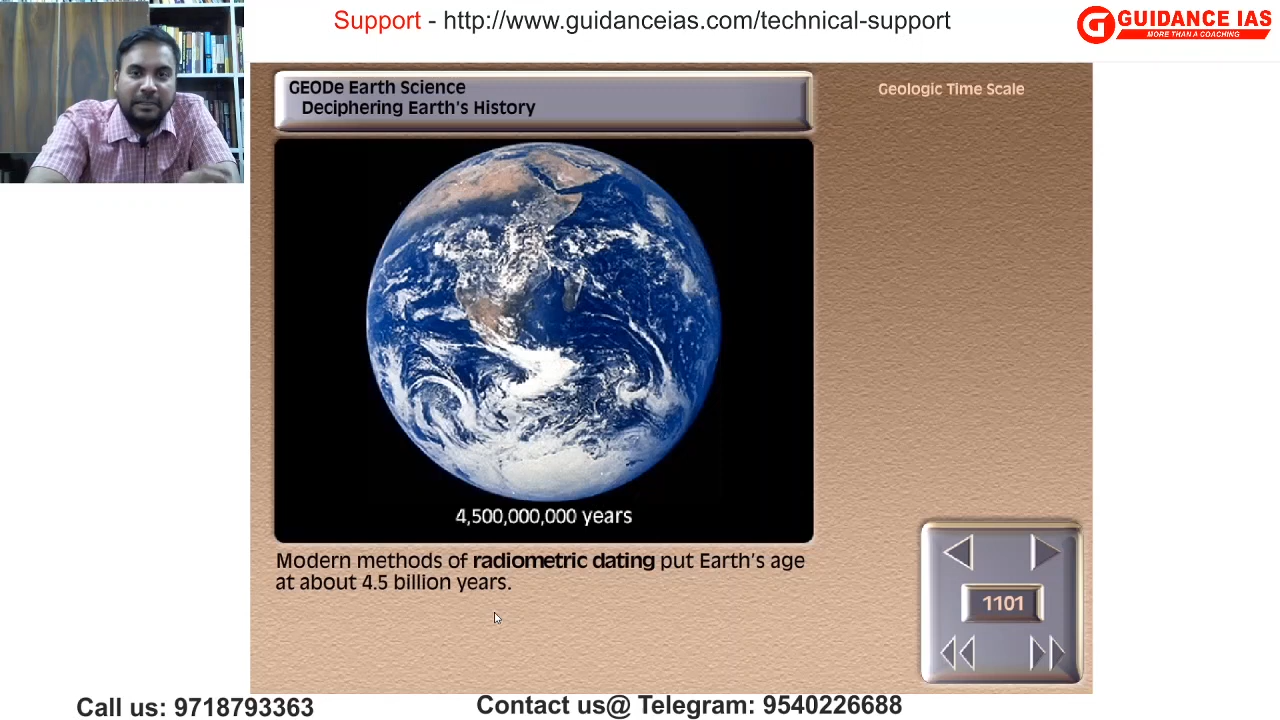 Support - http://www.guidanceias.com/technical-support
G GUIDANCE IAS
MORE THAN A COACHING
GEODe Earth Science
Deciphering Earth's History
Geologic Time Scale
4,500,000,000 years
Modern methods of radiometric dating put Earth's age
at about 4.5 billion years.
1101
Call us: 9718793363
Contact us@ Telegram: 9540226688